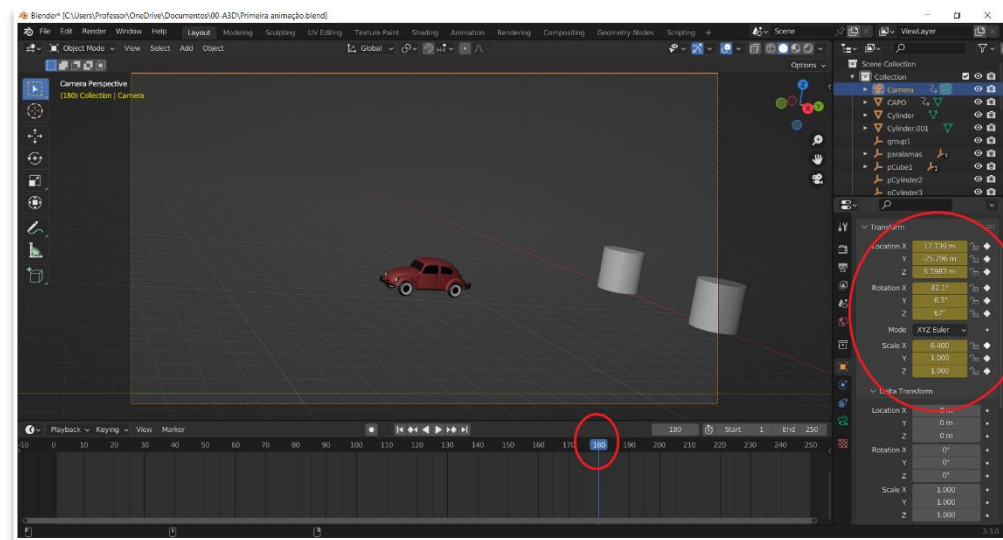 Blender* [C:\Users\Professor\OneDrive\Documentos\00-A3D\Primeira animação.blend]
File Edit Render Window Help Layout Modeling Sculpting UV Editing Texture Paint Shading Animation Rendering Compositing Geometry Nodes Scripting + Scene ViewLayer
Object Mode View Select Add Object Global
Options
Camera Perspective
(180) Collection | Camera
Z
X
Y
Scene Collection
Collection
Camera
CAPO
Cylinder
Cylinder.001
group1
paralamas
pCube1
pCylinder2
pCylinder3
Transform
Location X 17.739 m
Y -25.296 m
Z 6.5983 m
Rotation X 82.1°
Y -8.3°
Z 67°
Mode XYZ Euler
Scale X 6.400
Y 1.000
Z 1.000
Delta Transform
Location X 0 m
Y 0 m
Z 0 m
Rotation X 0°
Y 0°
Z 0°
Scale X 1.000
Y 1.000
Z 1.000
Playback Keying View Marker 180 Start 1 End 250
-10 0 10 20 30 40 50 60 70 80 90 100 110 120 130 140 150 160 170 180 190 200 210 220 230 240 250
3.3.0